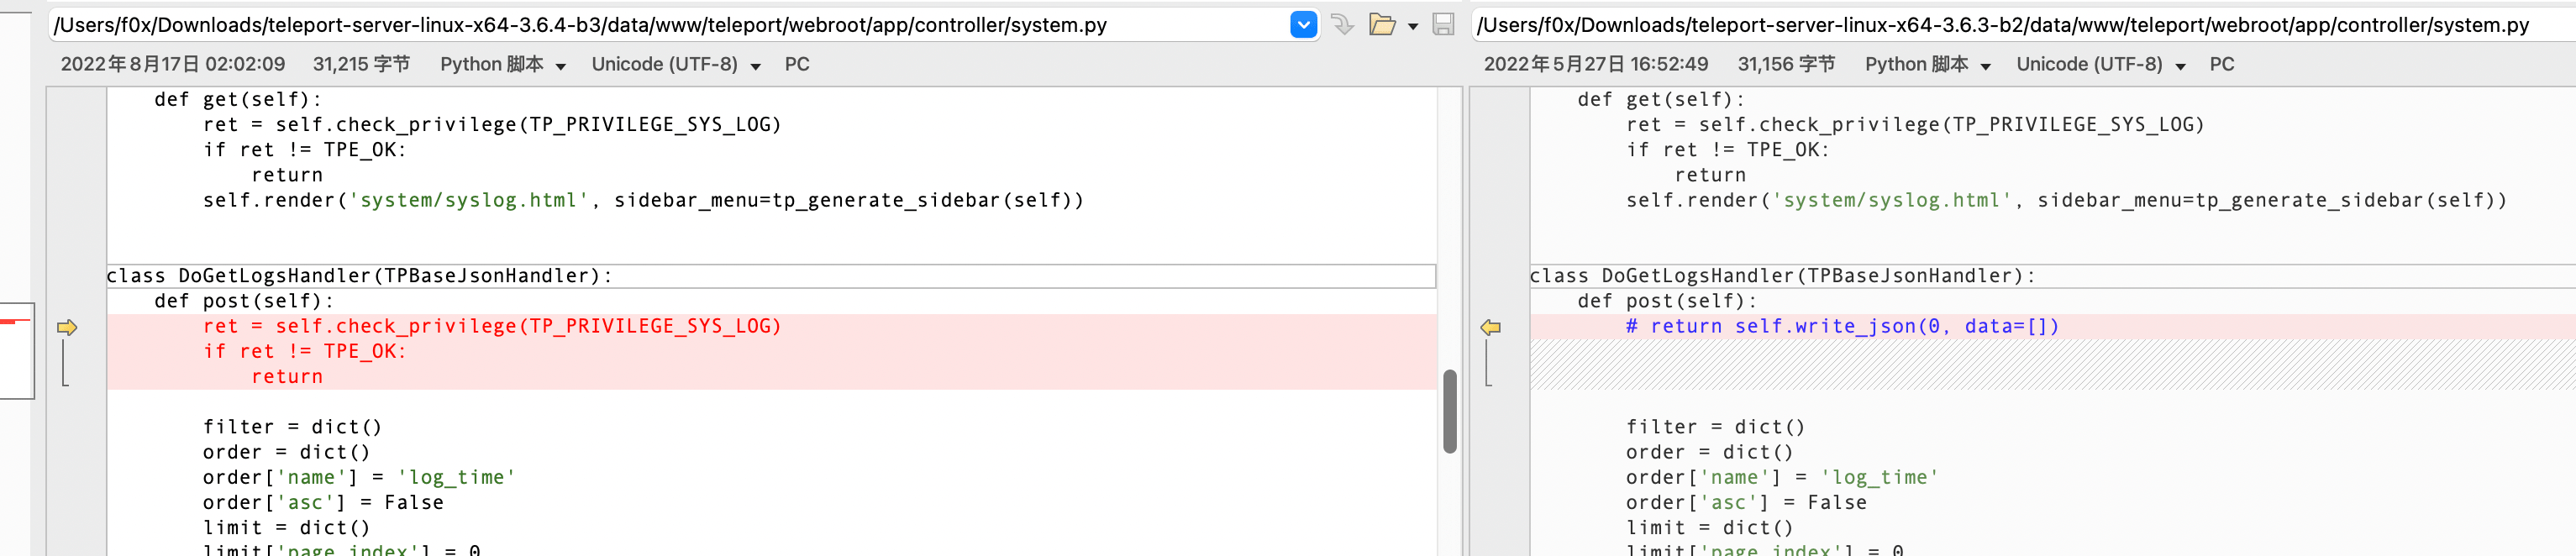 /Users/f0x/Downloads/teleport-server-linux-x64-3.6.4-b3/data/www/teleport/webroot/app/controller/system.py
2022年8月17日 02:02:09 31,215 字节 Python 脚本 Unicode (UTF-8) PC
def get(self):
ret = self.check_privilege(TP_PRIVILEGE_SYS_LOG)
if ret != TPE_OK:
return
self.render('system/syslog.html', sidebar_menu=tp_generate_sidebar(self))
class DoGetLogsHandler(TPBaseJsonHandler):
def post(self):
ret = self.check_privilege(TP_PRIVILEGE_SYS_LOG)
if ret != TPE_OK:
return
filter = dict()
order = dict()
order['name'] = 'log_time'
order['asc'] = False
limit = dict()
limit['page_index'] = 0
/Users/f0x/Downloads/teleport-server-linux-x64-3.6.3-b2/data/www/teleport/webroot/app/controller/system.py
2022年5月27日 16:52:49 31,156 字节 Python 脚本 Unicode (UTF-8) PC
def get(self):
ret = self.check_privilege(TP_PRIVILEGE_SYS_LOG)
if ret != TPE_OK:
return
self.render('system/syslog.html', sidebar_menu=tp_generate_sidebar(self))
class DoGetLogsHandler(TPBaseJsonHandler):
def post(self):
# return self.write_json(0, data=[])
filter = dict()
order = dict()
order['name'] = 'log_time'
order['asc'] = False
limit = dict()
limit['page_index'] = 0